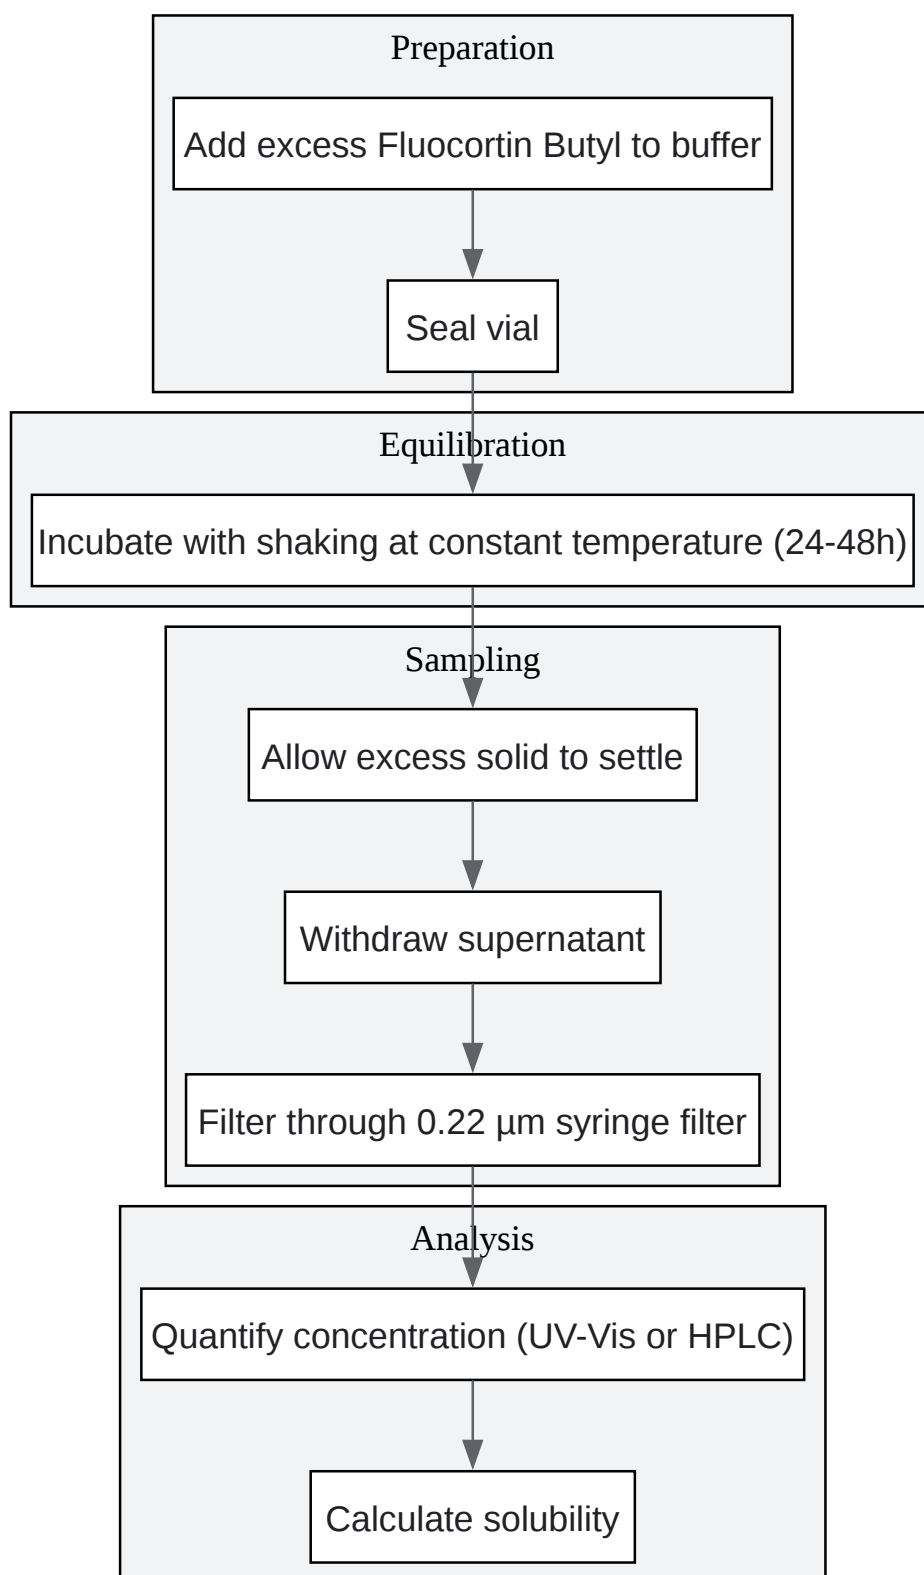 Preparation
Add excess Fluocortin Butyl to buffer
Seal vial
Equilibration
Incubate with shaking at constant temperature (24-48h)
Sampling
Allow excess solid to settle
Withdraw supernatant
Filter through 0.22 µm syringe filter
Analysis
Quantify concentration (UV-Vis or HPLC)
Calculate solubility